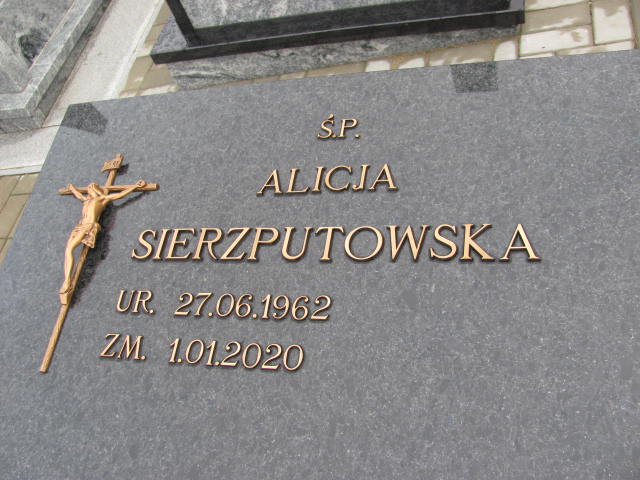 Ś.P.
ALICJA
SIERZPUTOWSKA
UR. 27.06.1962
ZM. 1.01.2020